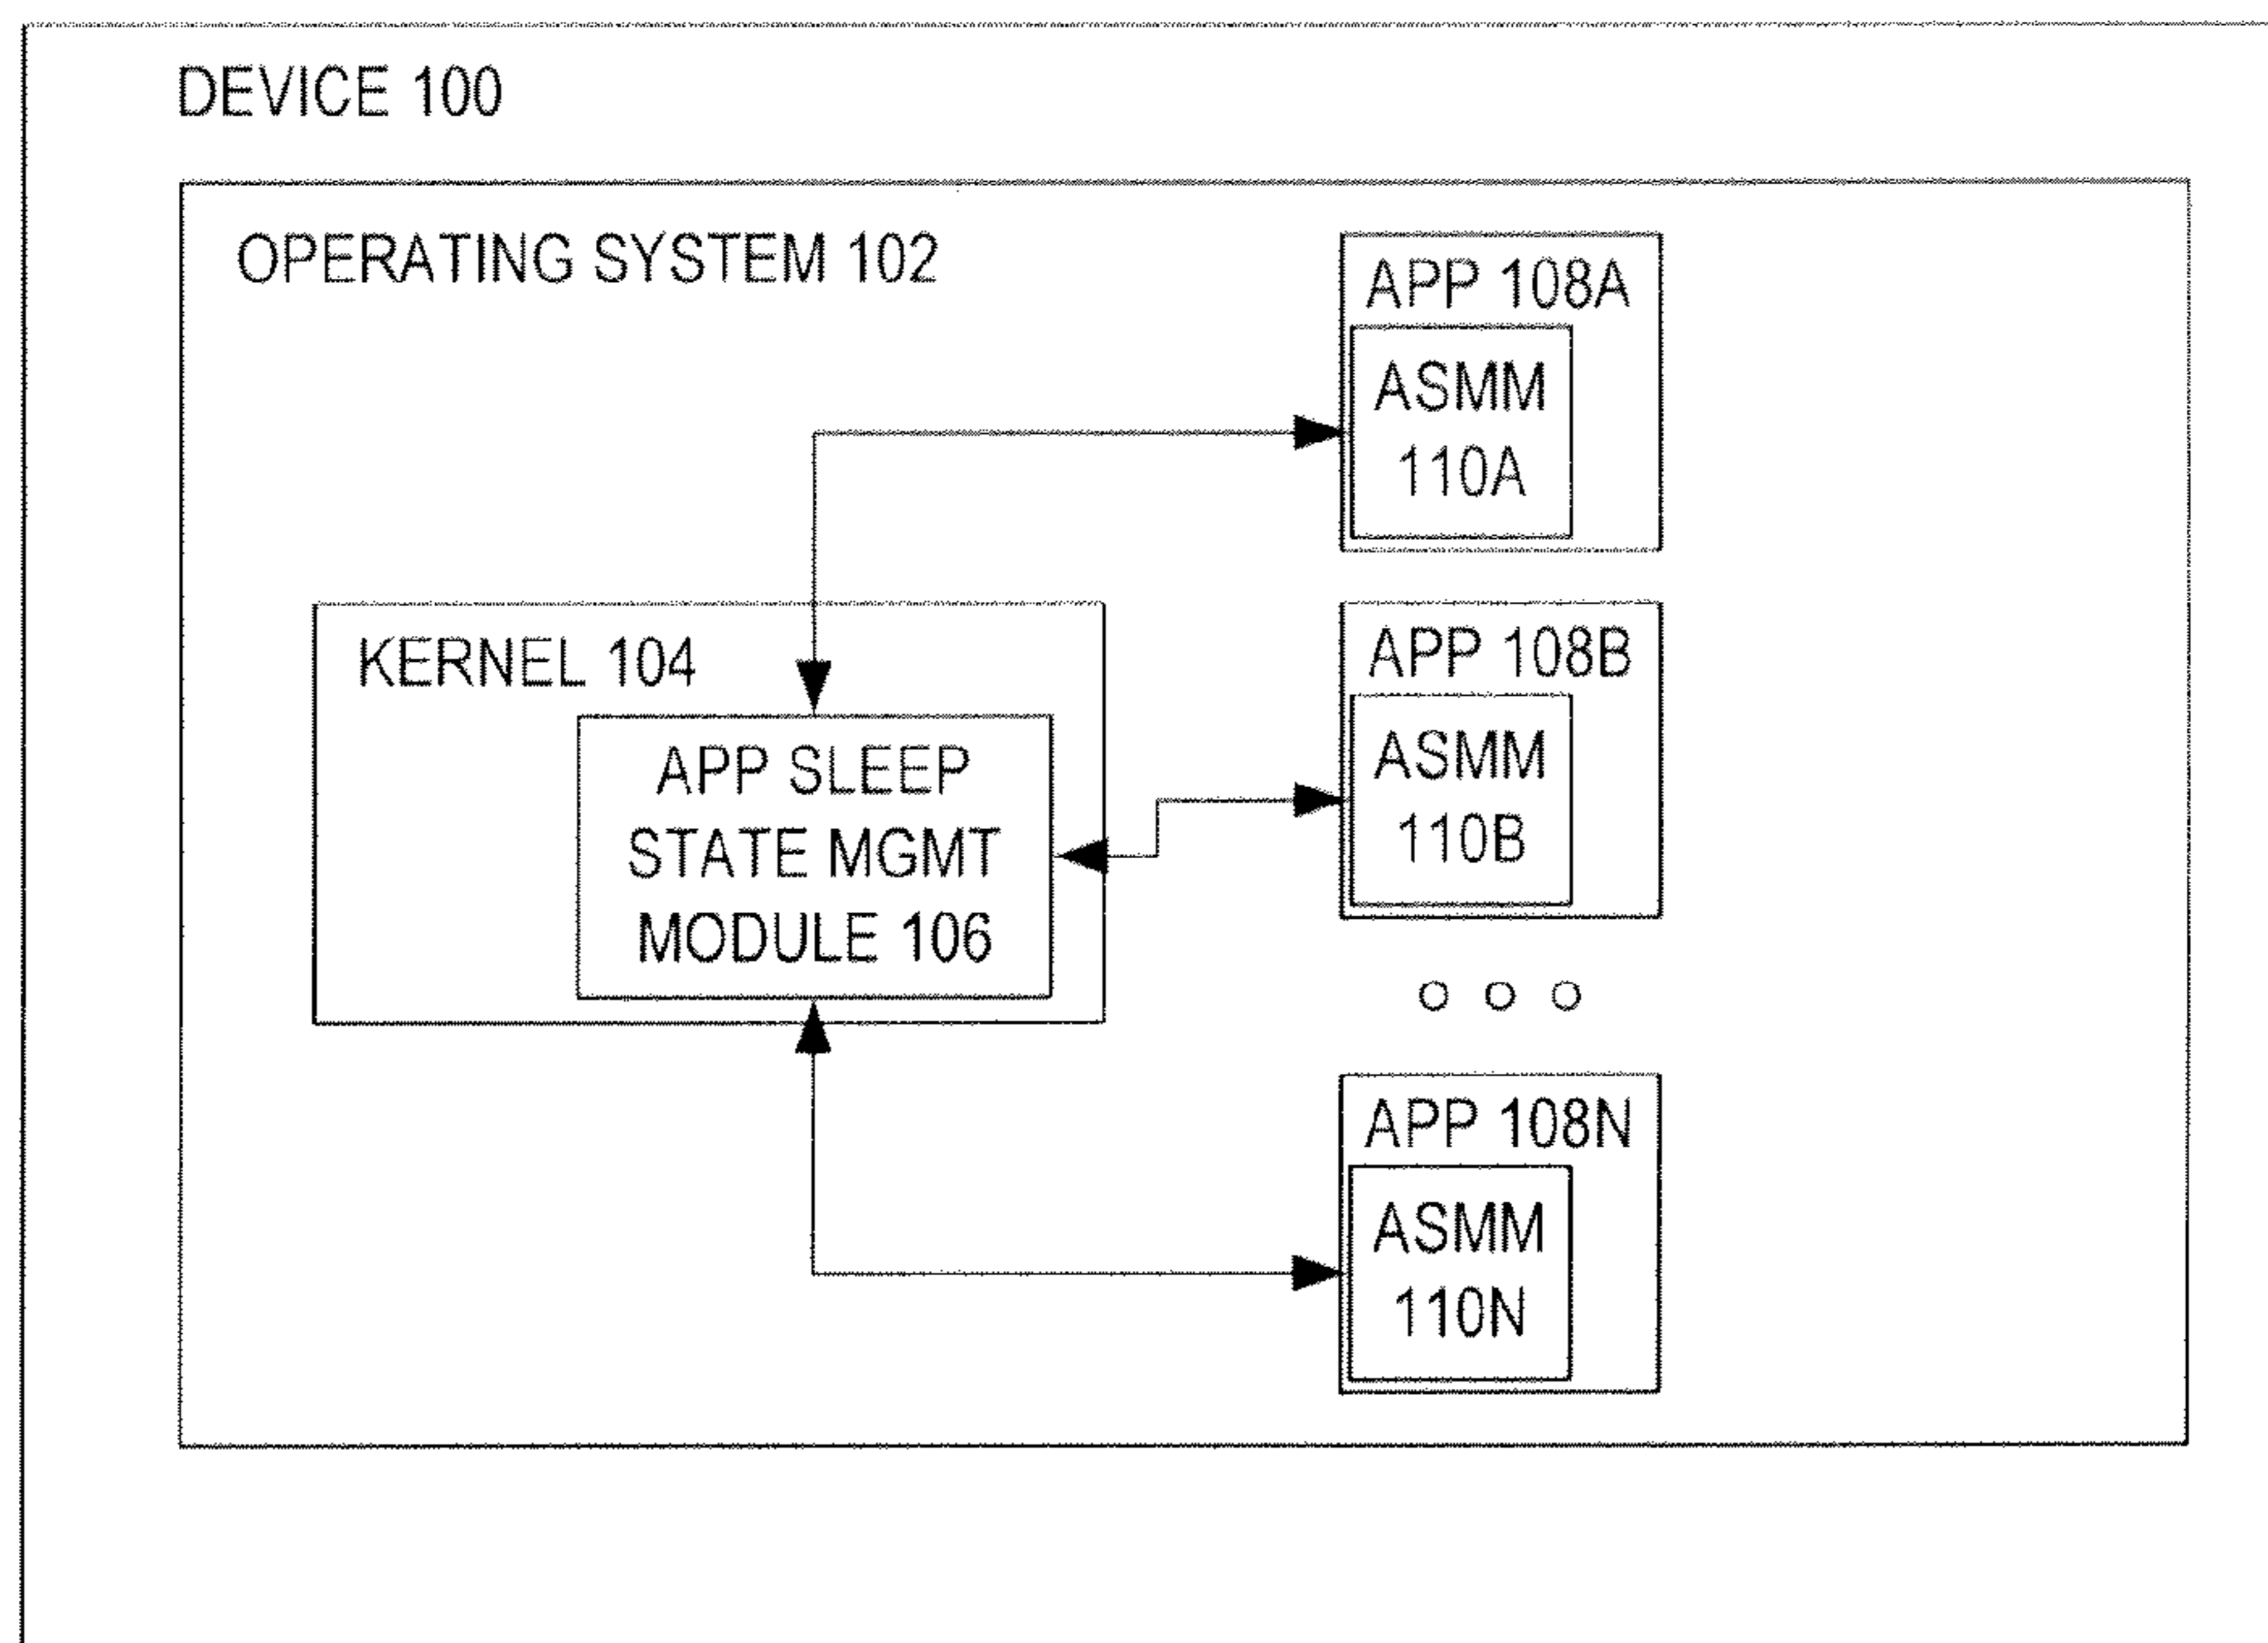 DEVICE 100
OPERATING SYSTEM 102
APP 108A
ASMM
110A
KERNEL 104
APP SLEEP
STATE MGMT
MODULE 106
APP 108B
ASMM
110B
APP 108N
ASMM
110N